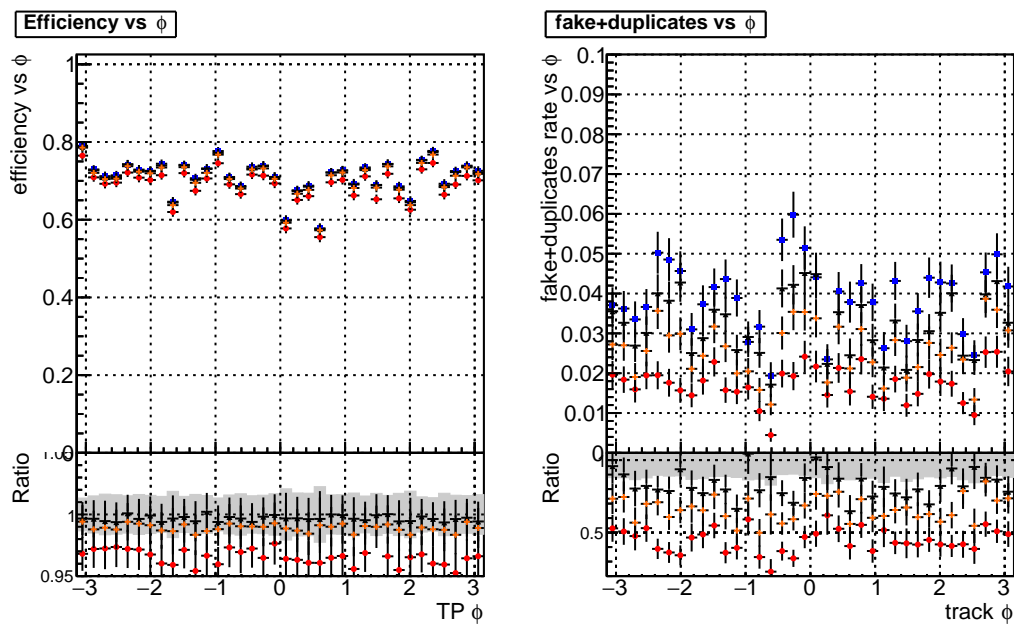 Efficiency vs ϕ
efficiency vs ϕ
1
0.8
0.6
0.4
0.2
0
Ratio
1
0.95
−3 −2 −1 0 1 2 3
TP ϕ
fake+duplicates vs ϕ
fake+duplicates rate vs ϕ
0.1
0.09
0.08
0.07
0.06
0.05
0.04
0.03
0.02
0.01
0
Ratio
0.5
−3 −2 −1 0 1 2 3
track ϕ